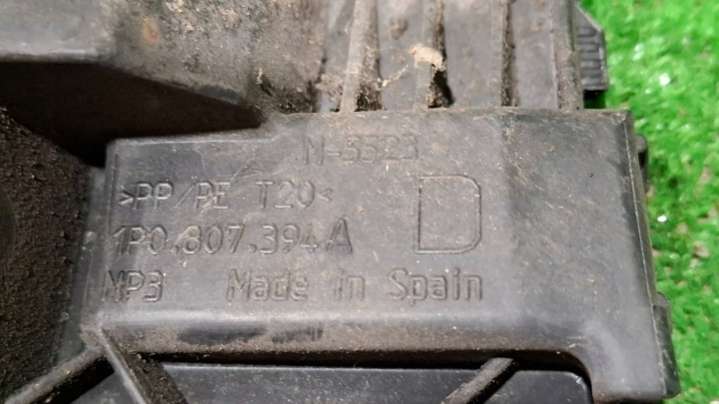 N-5523
>PP/PE T20<
1P0.807.394.A
D
MP3 Made in Spain